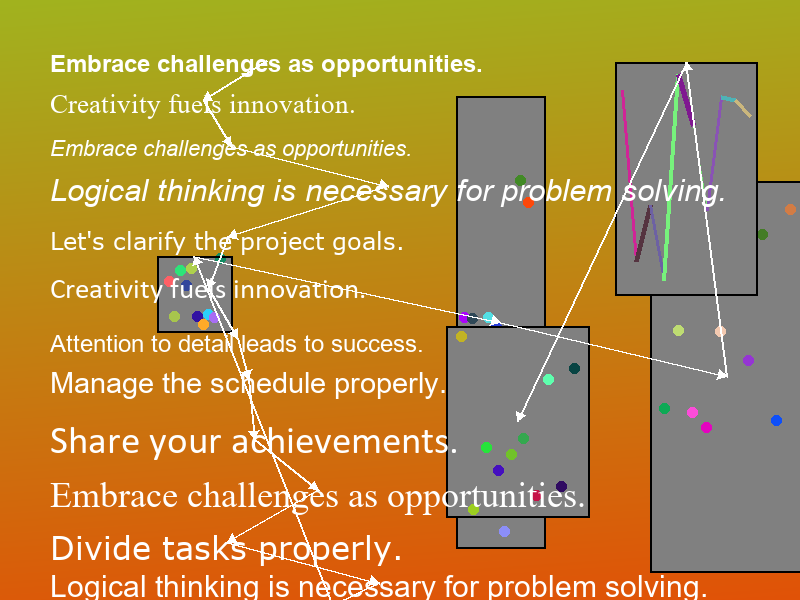 Embrace challenges as opportunities.
Creativity fuels innovation.
Embrace challenges as opportunities.
Logical thinking is necessary for problem solving.
Let's clarify the project goals.
Creativity fuels innovation.
Attention to detail leads to success.
Manage the schedule properly.
Share your achievements.
Embrace challenges as opportunities.
Divide tasks properly.
Logical thinking is necessary for problem solving.